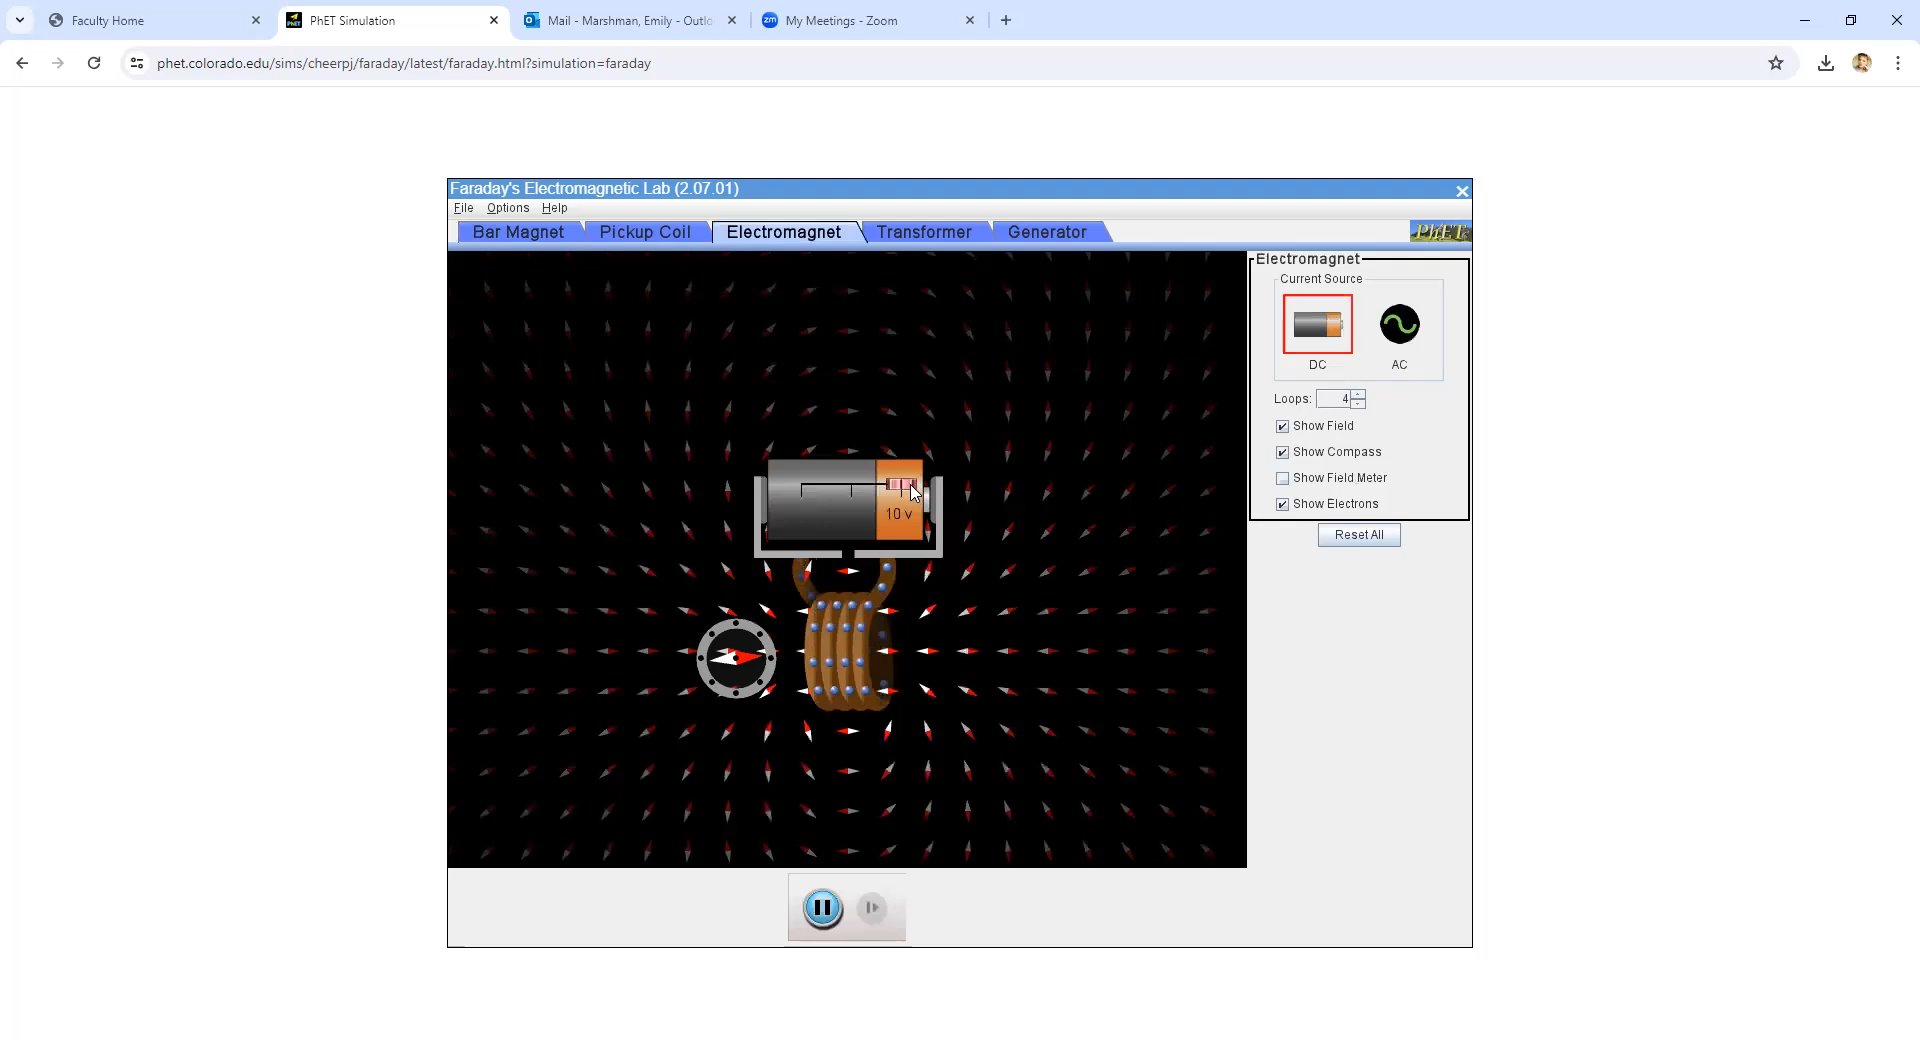 Faculty Home
PhET Simulation
Mail - Marshman, Emily - Outlo
zm My Meetings - Zoom
phet.colorado.edu/sims/cheerpj/faraday/latest/faraday.html?simulation=faraday
Faraday's Electromagnetic Lab (2.07.01)
File Options Help
Bar Magnet Pickup Coil Electromagnet Transformer Generator PhET
Electromagnet
Current Source
DC AC
Loops: 4
Show Field
Show Compass
Show Field Meter
Show Electrons
Reset All
10 v